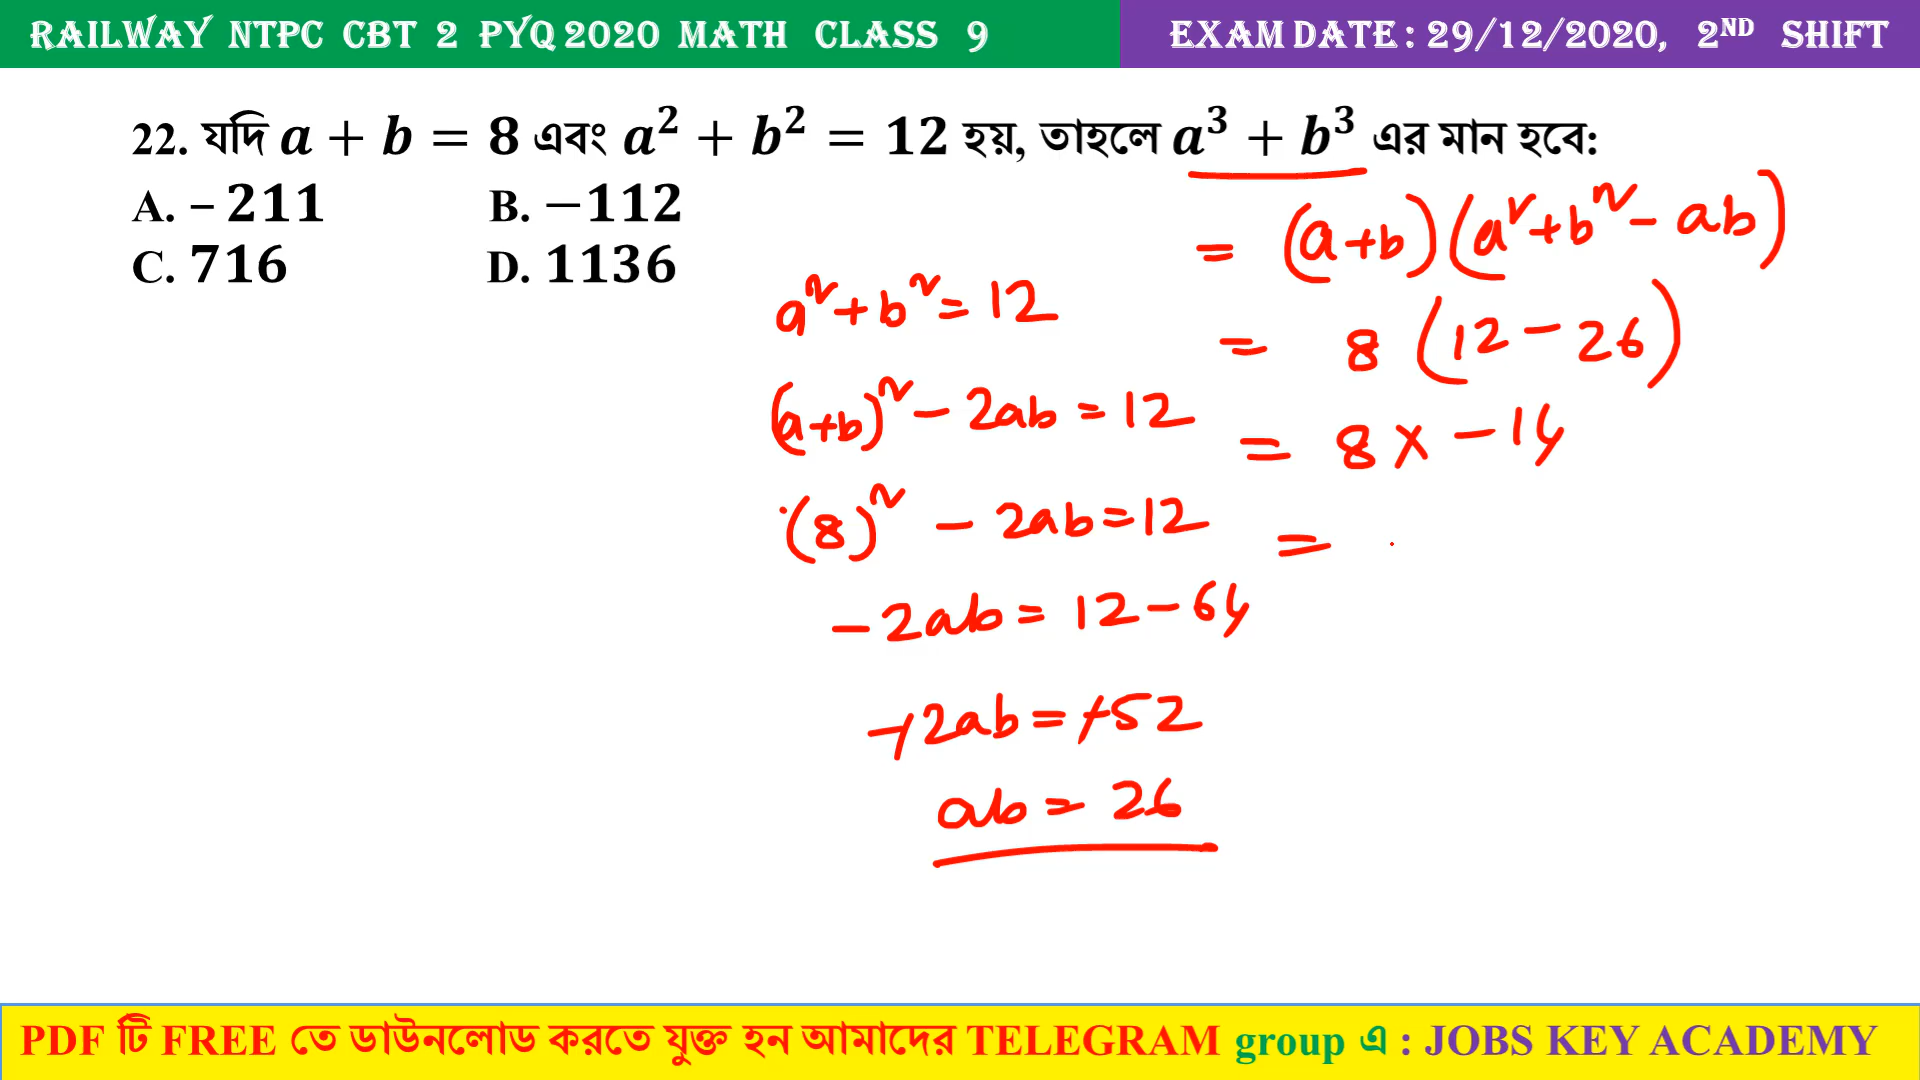 RAILWAY NTPC CBT 2 PYQ 2020 MATH CLASS 9
EXAM DATE : 29/12/2020, 2ND SHIFT
22. যদি a + b = 8 এবং a² + b² = 12 হয়, তাহলে a³ + b³ এর মান হবে:
A. – 211 B. −112
C. 716 D. 1136
= (a+b)(a²+b²- ab)
= 8 (12 - 26)
= 8 × -14
=
a²+b²= 12
(a+b)² - 2ab = 12
(8)² - 2ab = 12
-2ab = 12 - 64
-2ab = -52
ab = 26
PDF টি FREE তে ডাউনলোড করতে যুক্ত হন আমাদের TELEGRAM group এ : JOBS KEY ACADEMY